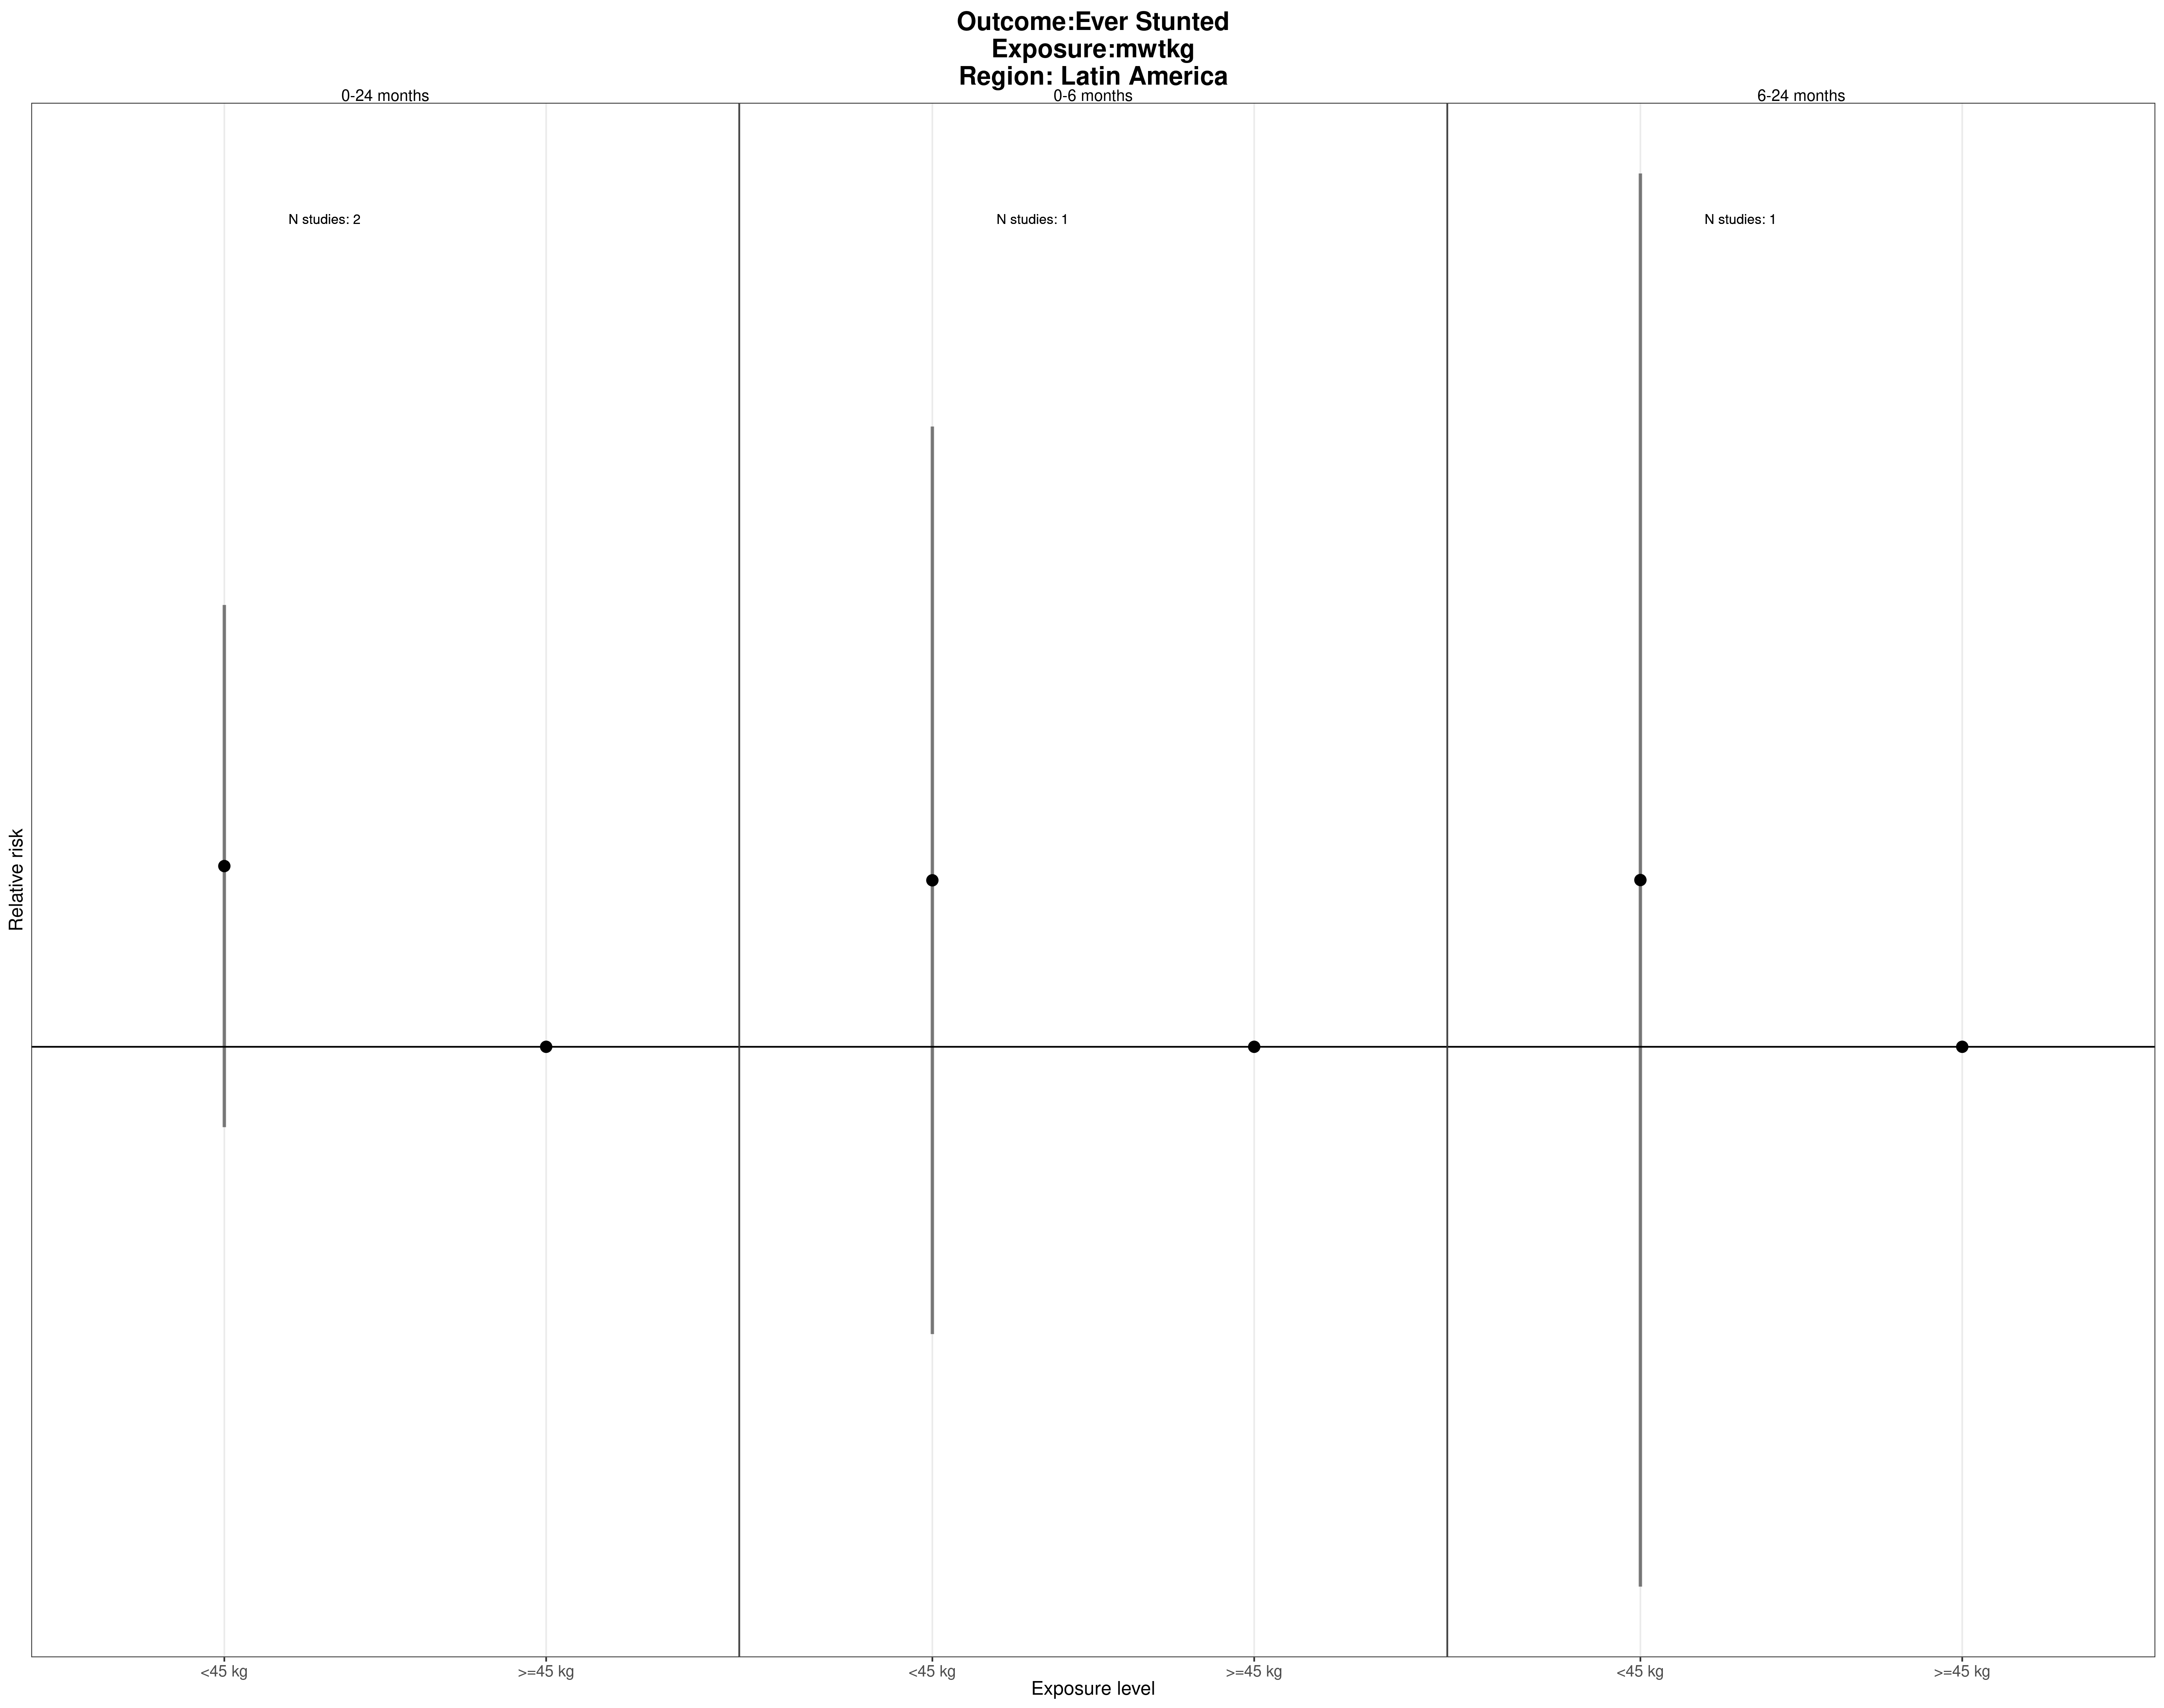 Outcome:Ever Stunted
Exposure:mwtkg
Region: Latin America
0-24 months
0-6 months
6-24 months
N studies: 2
N studies: 1
N studies: 1
Relative risk
<45 kg
>=45 kg
<45 kg
>=45 kg
<45 kg
>=45 kg
Exposure level